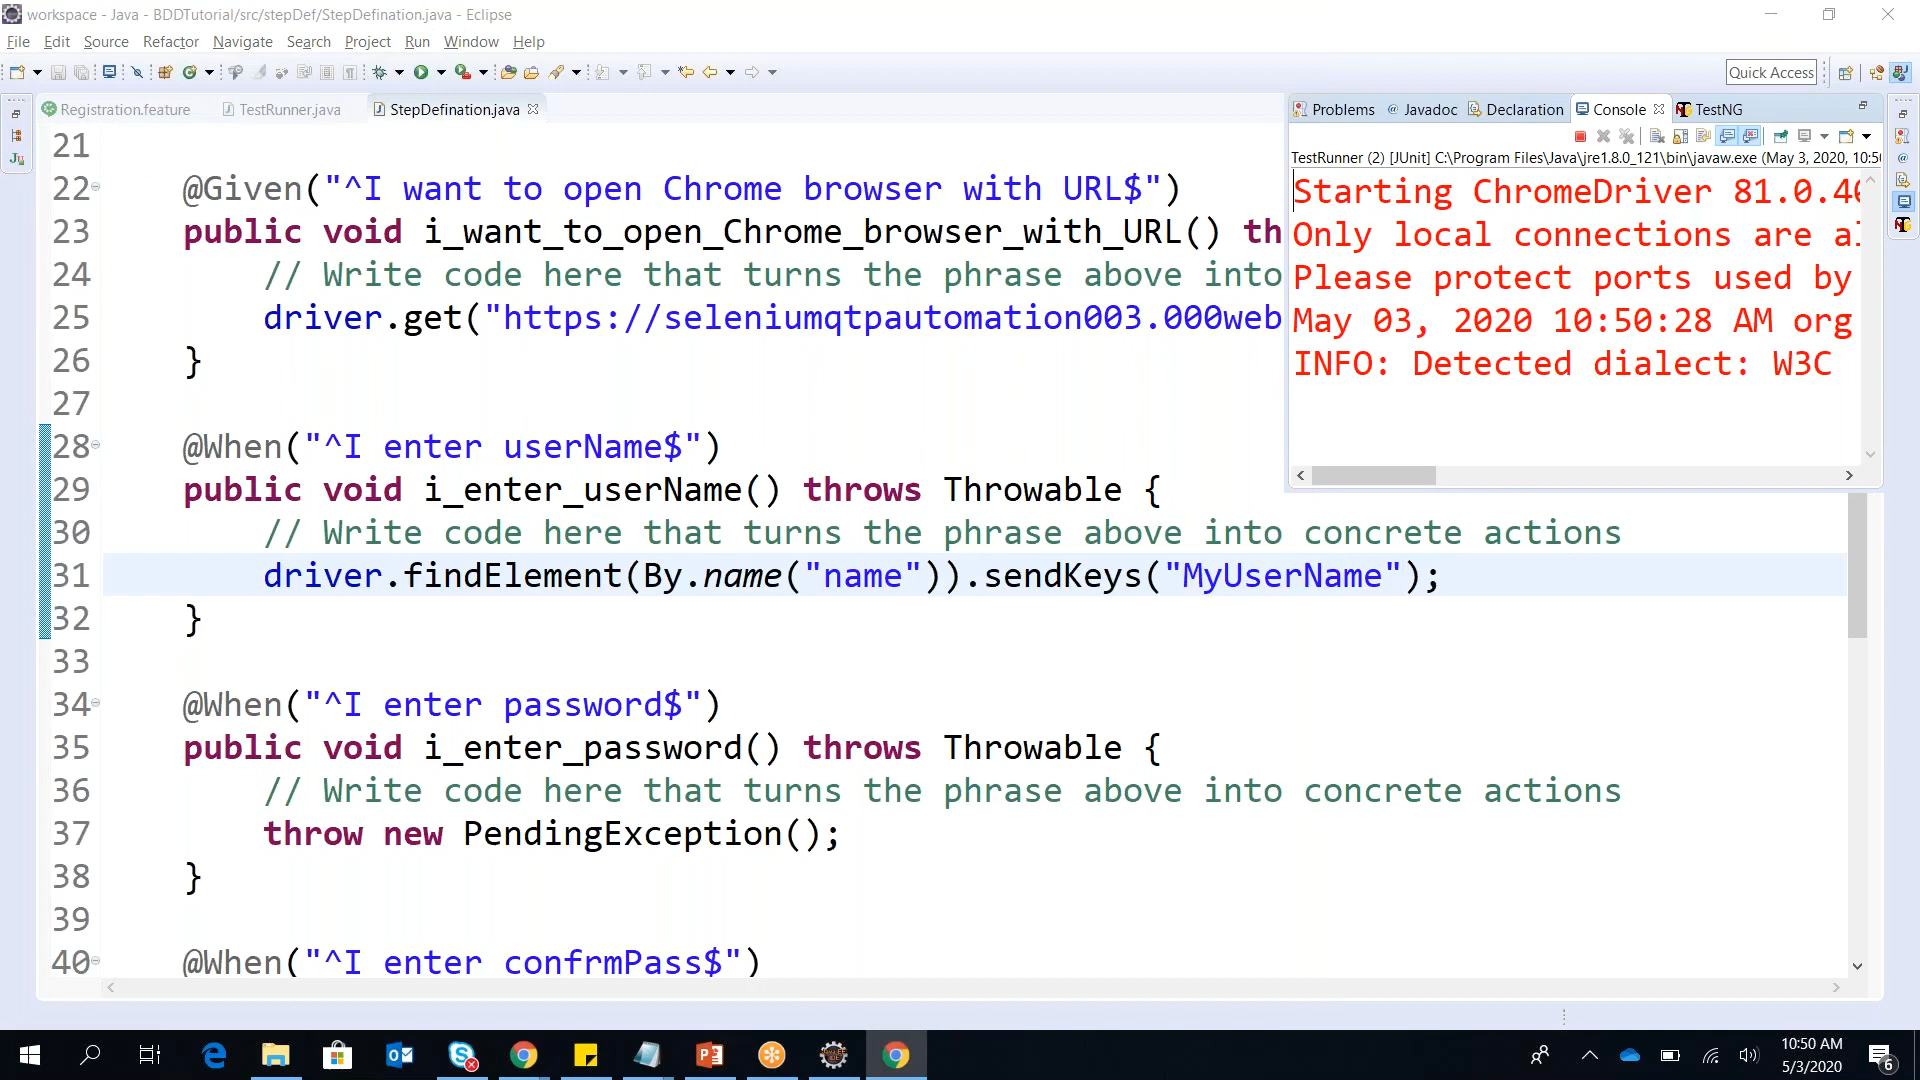 workspace - Java - BDDTutorial/src/stepDef/StepDefination.java - Eclipse
File Edit Source Refactor Navigate Search Project Run Window Help
Quick Access
Registration.feature TestRunner.java StepDefination.java
21
22 @Given("^I want to open Chrome browser with URL$")
23 public void i_want_to_open_Chrome_browser_with_URL() th
24 // Write code here that turns the phrase above into
25 driver.get("https://seleniumqtpautomation003.000web
26 }
27
28 @When("^I enter userName$")
29 public void i_enter_userName() throws Throwable {
30 // Write code here that turns the phrase above into concrete actions
31 driver.findElement(By.name("name")).sendKeys("MyUserName");
32 }
33
34 @When("^I enter password$")
35 public void i_enter_password() throws Throwable {
36 // Write code here that turns the phrase above into concrete actions
37 throw new PendingException();
38 }
39
40 @When("^I enter confrmPass$")
Problems Javadoc Declaration Console TestNG
TestRunner (2) [JUnit] C:\Program Files\Java\jre1.8.0_121\bin\javaw.exe (May 3, 2020, 10:50
Starting ChromeDriver 81.0.40
Only local connections are al
Please protect ports used by
May 03, 2020 10:50:28 AM org
INFO: Detected dialect: W3C
10:50 AM
5/3/2020
6